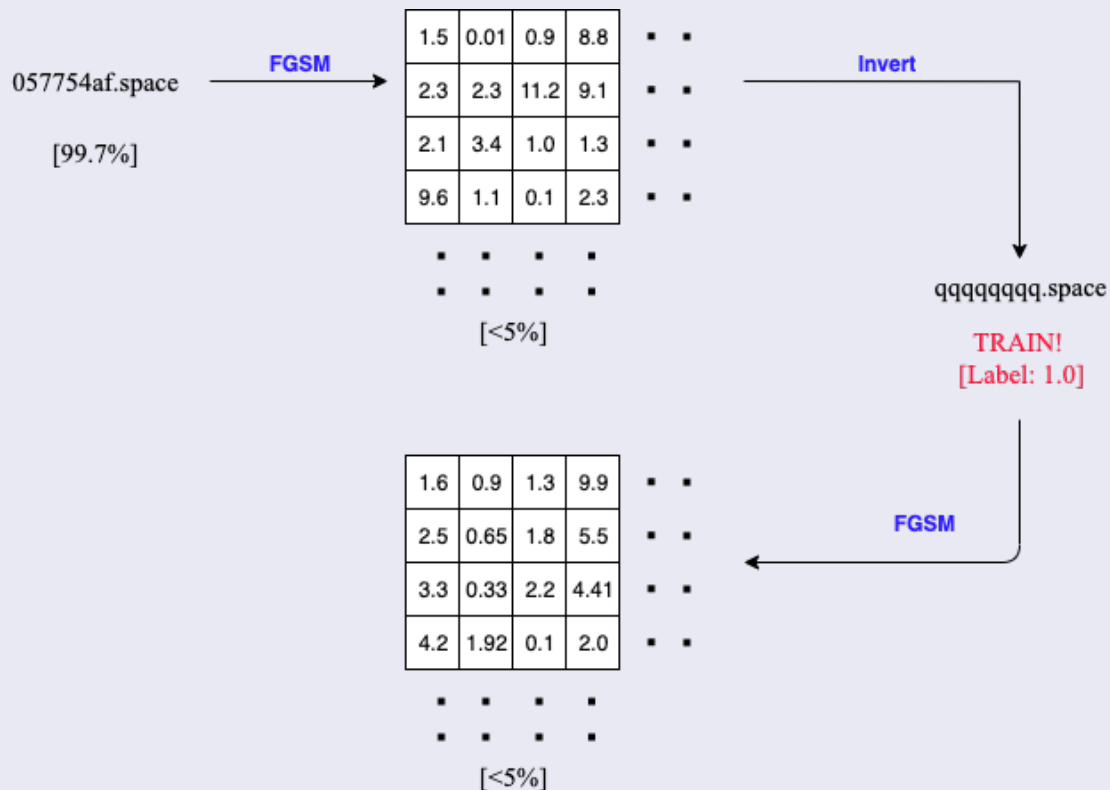 057754af.space
[99.7%]
FGSM
1.5 0.01 0.9 8.8
2.3 2.3 11.2 9.1
2.1 3.4 1.0 1.3
9.6 1.1 0.1 2.3
[<5%]
Invert
qqqqqqqq.space
TRAIN!
[Label: 1.0]
FGSM
1.6 0.9 1.3 9.9
2.5 0.65 1.8 5.5
3.3 0.33 2.2 4.41
4.2 1.92 0.1 2.0
[<5%]